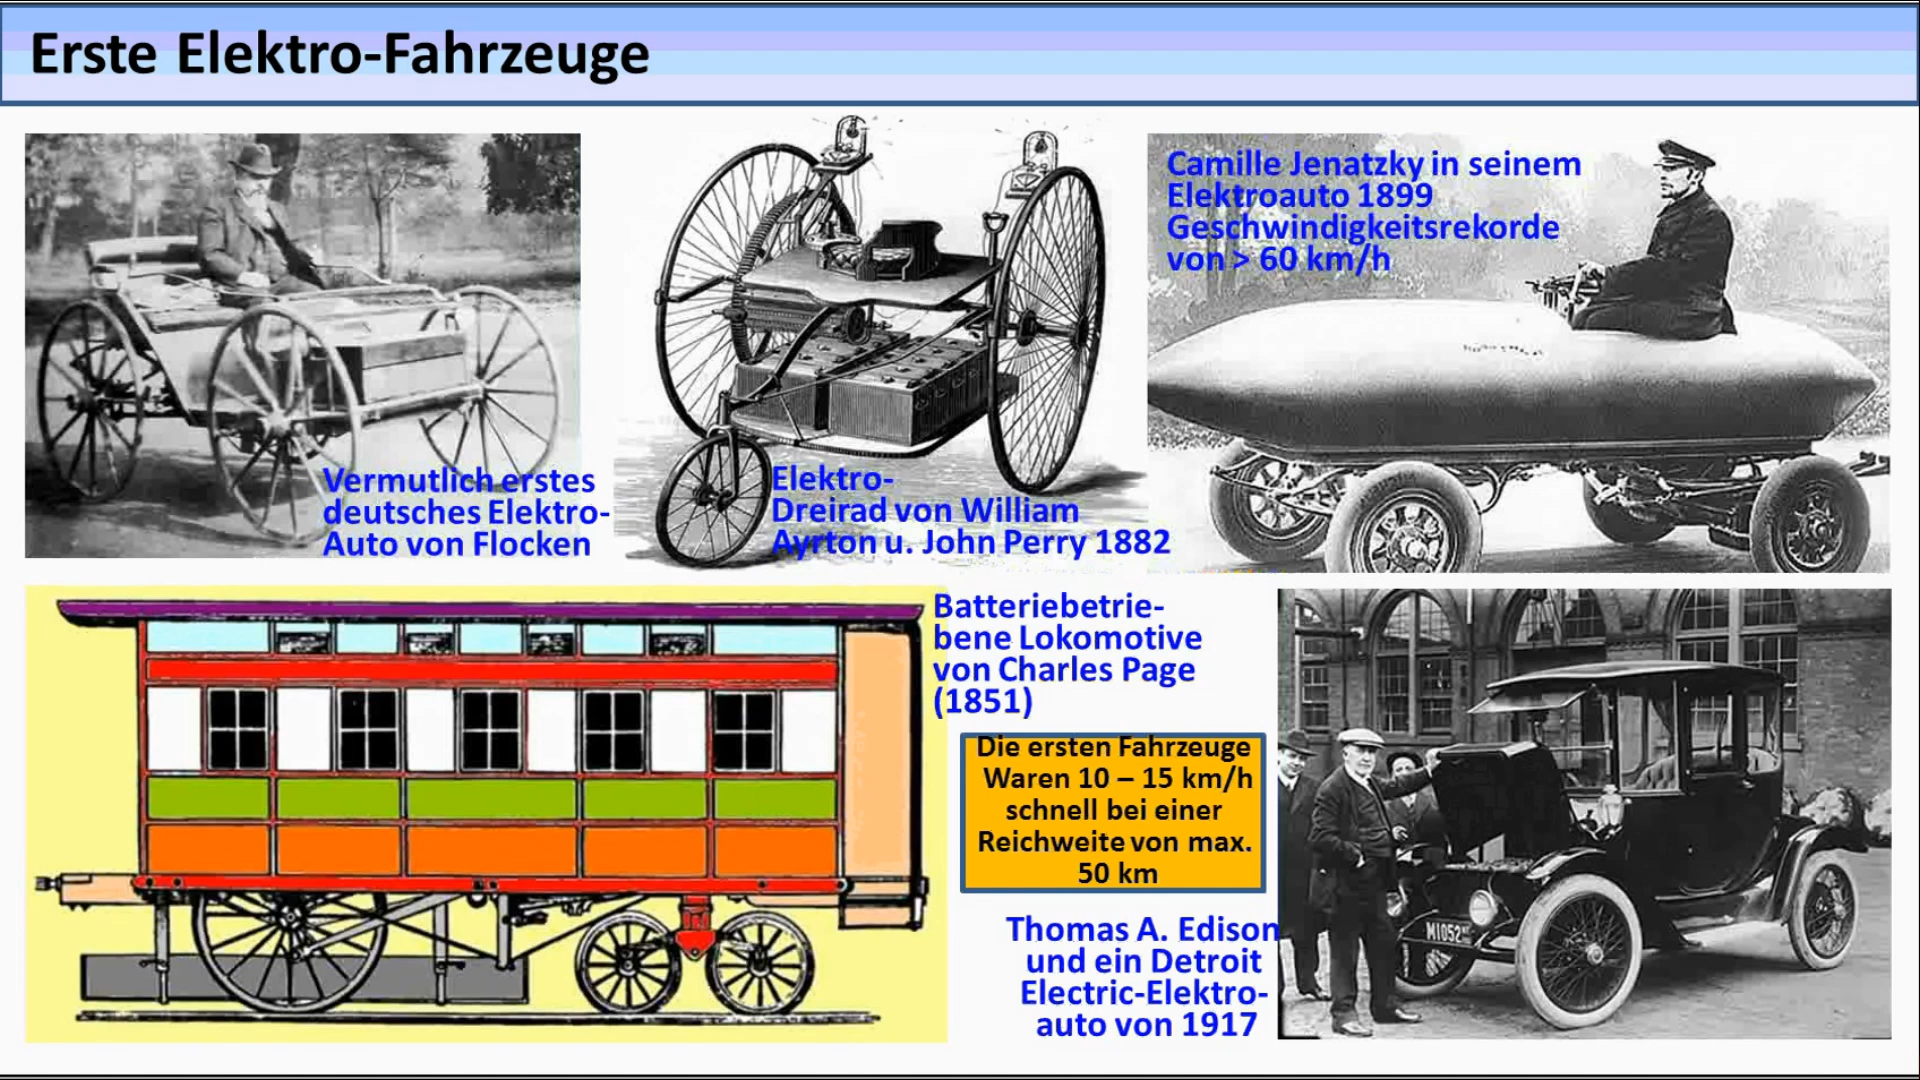 Erste Elektro-Fahrzeuge
Vermutlich erstes
deutsches Elektro-
Auto von Flocken
Elektro-
Dreirad von William
Ayrton u. John Perry 1882
Camille Jenatzky in seinem
Elektroauto 1899
Geschwindigkeitsrekorde
von > 60 km/h
Batteriebetrie-
bene Lokomotive
von Charles Page
(1851)
Die ersten Fahrzeuge
Waren 10 – 15 km/h
schnell bei einer
Reichweite von max.
50 km
Thomas A. Edison
und ein Detroit
Electric-Elektro-
auto von 1917
M1052